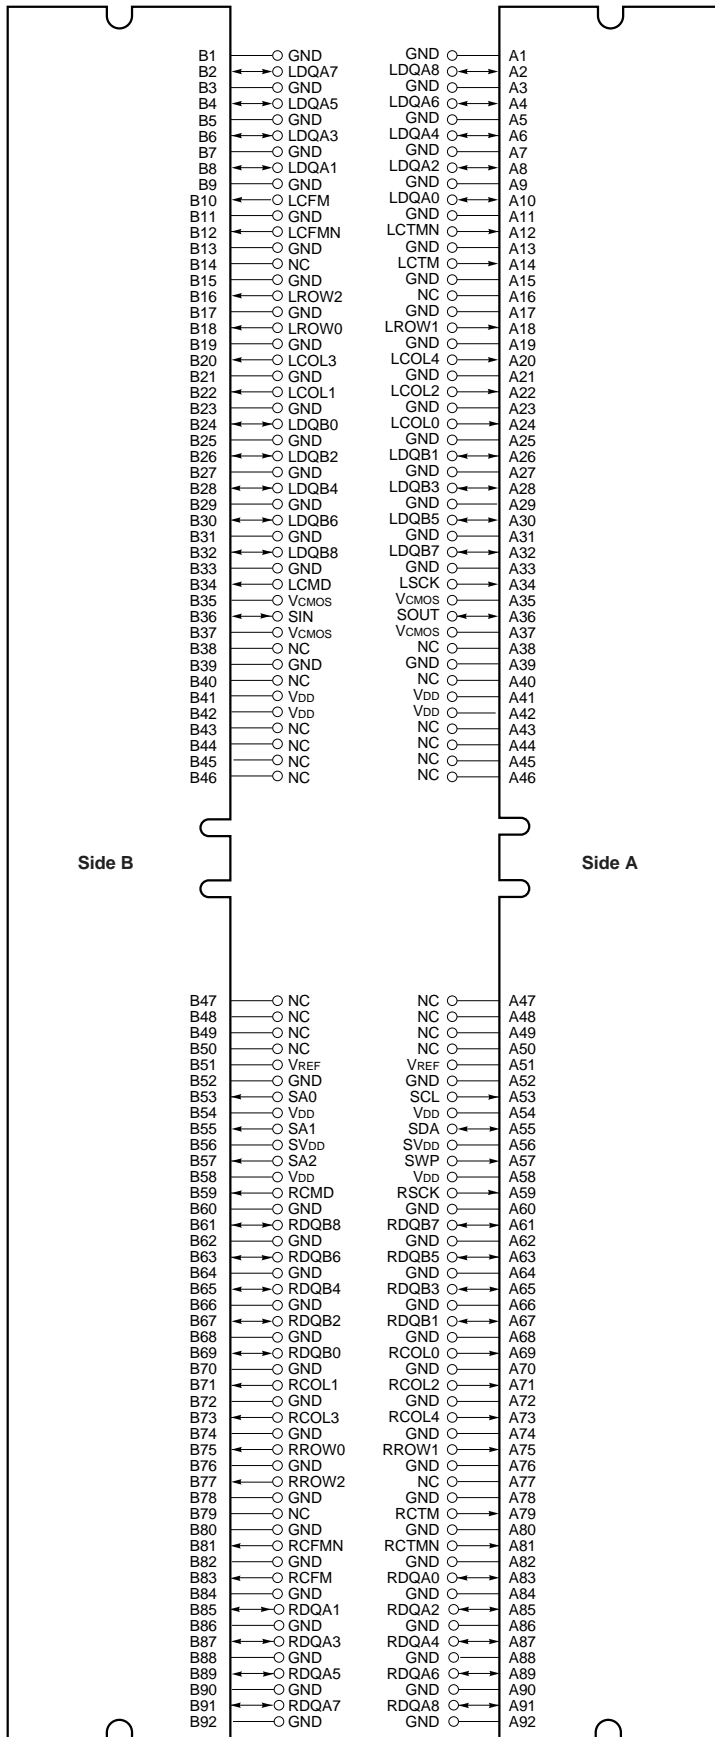 B1 GND GND A1
B2 LDQA7 LDQA8 A2
B3 GND GND A3
B4 LDQA5 LDQA6 A4
B5 GND GND A5
B6 LDQA3 LDQA4 A6
B7 GND GND A7
B8 LDQA1 LDQA2 A8
B9 GND GND A9
B10 LCFM LDQA0 A10
B11 GND GND A11
B12 LCFMN LCTMN A12
B13 GND GND A13
B14 NC LCTM A14
B15 GND GND A15
B16 LROW2 NC A16
B17 GND GND A17
B18 LROW0 LROW1 A18
B19 GND GND A19
B20 LCOL3 LCOL4 A20
B21 GND GND A21
B22 LCOL1 LCOL2 A22
B23 GND GND A23
B24 LDQB0 LCOL0 A24
B25 GND GND A25
B26 LDQB2 LDQB1 A26
B27 GND GND A27
B28 LDQB4 LDQB3 A28
B29 GND GND A29
B30 LDQB6 LDQB5 A30
B31 GND GND A31
B32 LDQB8 LDQB7 A32
B33 GND GND A33
B34 LCMD LSCK A34
B35 VCMOS VCMOS A35
B36 SIN SOUT A36
B37 VCMOS VCMOS A37
B38 NC NC A38
B39 GND GND A39
B40 NC NC A40
B41 VDD VDD A41
B42 VDD VDD A42
B43 NC NC A43
B44 NC NC A44
B45 NC NC A45
B46 NC NC A46
Side B Side A
B47 NC NC A47
B48 NC NC A48
B49 NC NC A49
B50 NC NC A50
B51 VREF VREF A51
B52 GND GND A52
B53 SA0 SCL A53
B54 VDD VDD A54
B55 SA1 SDA A55
B56 SVDD SVDD A56
B57 SA2 SWP A57
B58 VDD VDD A58
B59 RCMD RSCK A59
B60 GND GND A60
B61 RDQB8 RDQB7 A61
B62 GND GND A62
B63 RDQB6 RDQB5 A63
B64 GND GND A64
B65 RDQB4 RDQB3 A65
B66 GND GND A66
B67 RDQB2 RDQB1 A67
B68 GND GND A68
B69 RDQB0 RCOL0 A69
B70 GND GND A70
B71 RCOL1 RCOL2 A71
B72 GND GND A72
B73 RCOL3 RCOL4 A73
B74 GND GND A74
B75 RROW0 RROW1 A75
B76 GND GND A76
B77 RROW2 NC A77
B78 GND GND A78
B79 NC RCTM A79
B80 GND GND A80
B81 RCFMN RCTMN A81
B82 GND GND A82
B83 RCFM RDQA0 A83
B84 GND GND A84
B85 RDQA1 RDQA2 A85
B86 GND GND A86
B87 RDQA3 RDQA4 A87
B88 GND GND A88
B89 RDQA5 RDQA6 A89
B90 GND GND A90
B91 RDQA7 RDQA8 A91
B92 GND GND A92